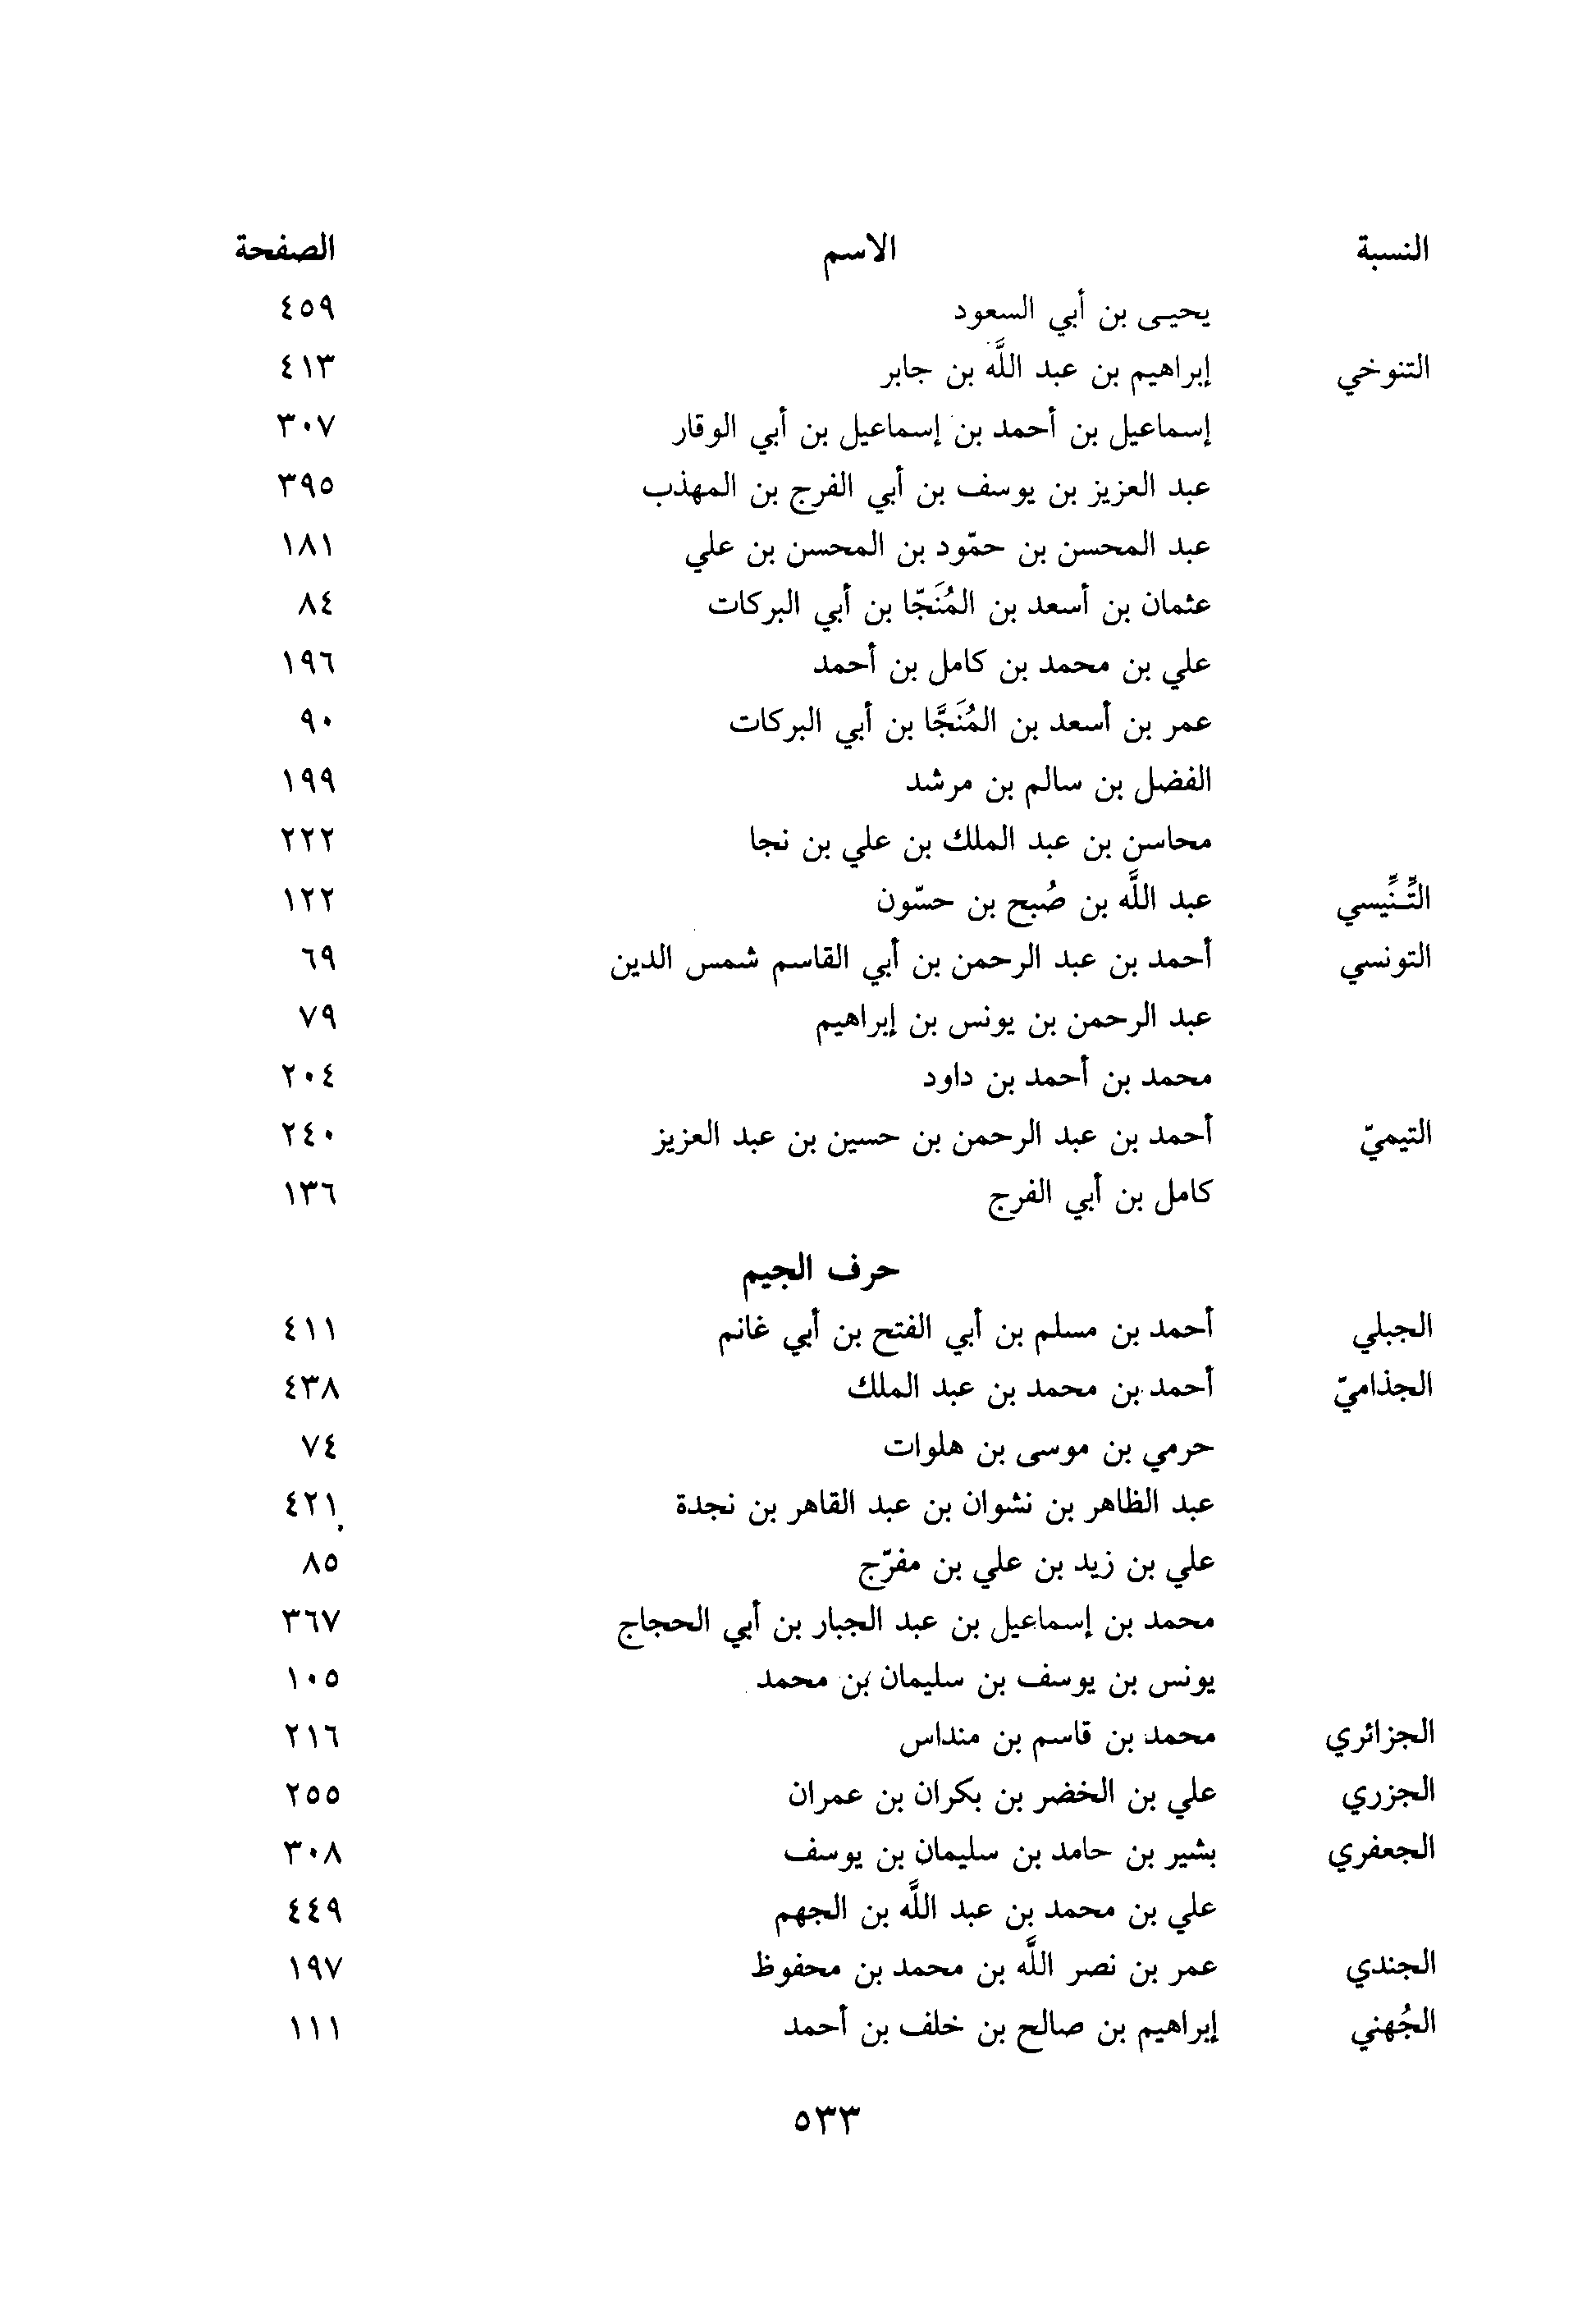 النسبة الاسم الصفحة
يحيـى بن أبي السعود ٤٥٩
التنوخي إبراهيم بن عبد اللَّه بن جابر ٤١٣
إسماعيل بن أحمد بن إسماعيل بن أبي الوقار ٣٠٧
عبد العزيز بن يوسف بن أبي الفرج بن المهذب ٣٩٥
عبد المحسن بن حمّود بن المحسن بن علي ١٨١
عثمان بن أسعد بن المُنَجّا بن أبي البركات ٨٤
علي بن محمد بن كامل بن أحمد ١٩٦
عمر بن أسعد بن المُنَجَّا بن أبي البركات ٩٠
الفضل بن سالم بن مرشد ١٩٩
محاسن بن عبد الملك بن علي بن نجا ٢٢٢
التِّـنِّيسي عبد اللَّه بن صُبح بن حسّون ١٢٢
التونسي أحمد بن عبد الرحمن بن أبي القاسم شمس الدين ٦٩
عبد الرحمن بن يونس بن إبراهيم ٧٩
محمد بن أحمد بن داود ٢٠٤
التيميّ أحمد بن عبد الرحمن بن حسين بن عبد العزيز ٢٤٠
كامل بن أبي الفرج ١٣٦
حرف الجيم
الجبلي أحمد بن مسلم بن أبي الفتح بن أبي غانم ٤١١
الجذاميّ أحمد بن محمد بن عبد الملك ٤٣٨
حرمي بن موسى بن هلوات ٧٤
عبد الظاهر بن نشوان بن عبد القاهر بن نجدة ٤٢١
علي بن زيد بن علي بن مفرّج ٨٥
محمد بن إسماعيل بن عبد الجبار بن أبي الحجاج ٣٦٧
يونس بن يوسف بن سليمان بن محمد ١٠٥
الجزائري محمد بن قاسم بن منداس ٢١٦
الجزري علي بن الخضر بن بكران بن عمران ٢٥٥
الجعفري بشير بن حامد بن سليمان بن يوسف ٣٠٨
علي بن محمد بن عبد اللَّه بن الجهم ٤٤٩
الجندي عمر بن نصر اللَّه بن محمد بن محفوظ ١٩٧
الجُهني إبراهيم بن صالح بن خلف بن أحمد ١١١
٥٣٣